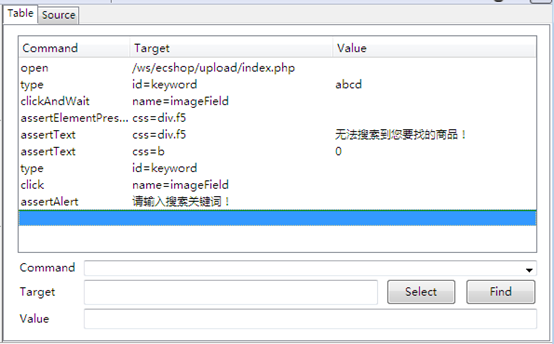 Table Source
Command Target Value
open /ws/ecshop/upload/index.php
type id=keyword abcd
clickAndWait name=imageField
assertElementPres... css=div.f5
assertText css=div.f5 无法搜索到您要找的商品！
assertText css=b 0
type id=keyword
click name=imageField
assertAlert 请输入搜索关键词！
Command
Target Select Find
Value